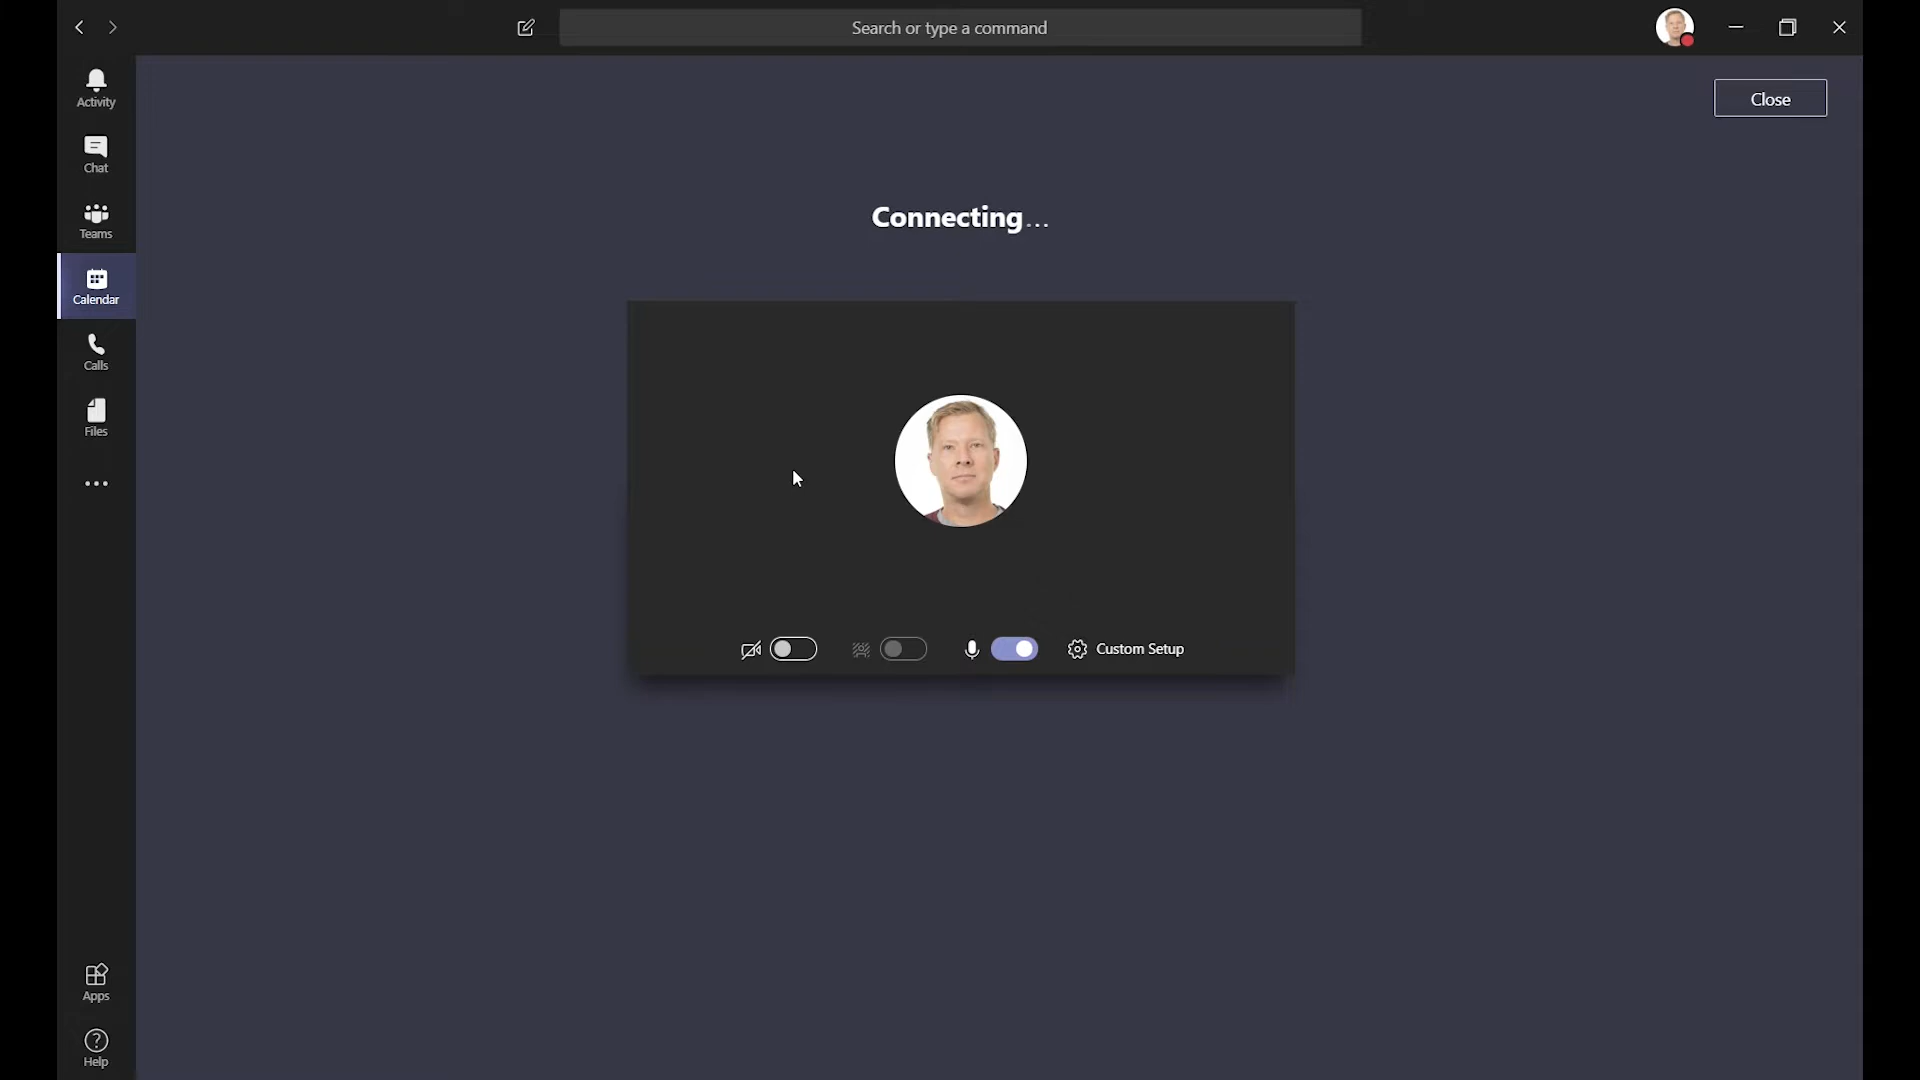 Search or type a command
Activity
Close
Chat
Teams
Connecting...
Calendar
Calls
Files
Custom Setup
Apps
Help